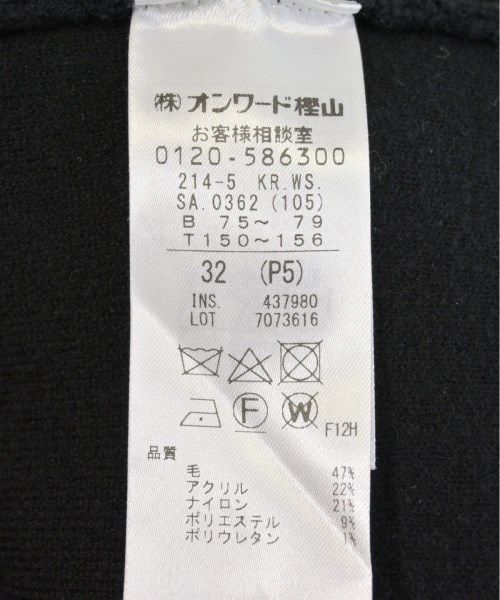 (株)オンワード樫山
お客様相談室
0120-586300
214-5 KR.WS.
SA.0362 (105)
B 75～ 79
T150～156
32 (P5)
INS. 437980
LOT 7073616
F
W
F12H
品質
毛 47%
アクリル 22%
ナイロン 21%
ポリエステル 9%
ポリウレタン 1%